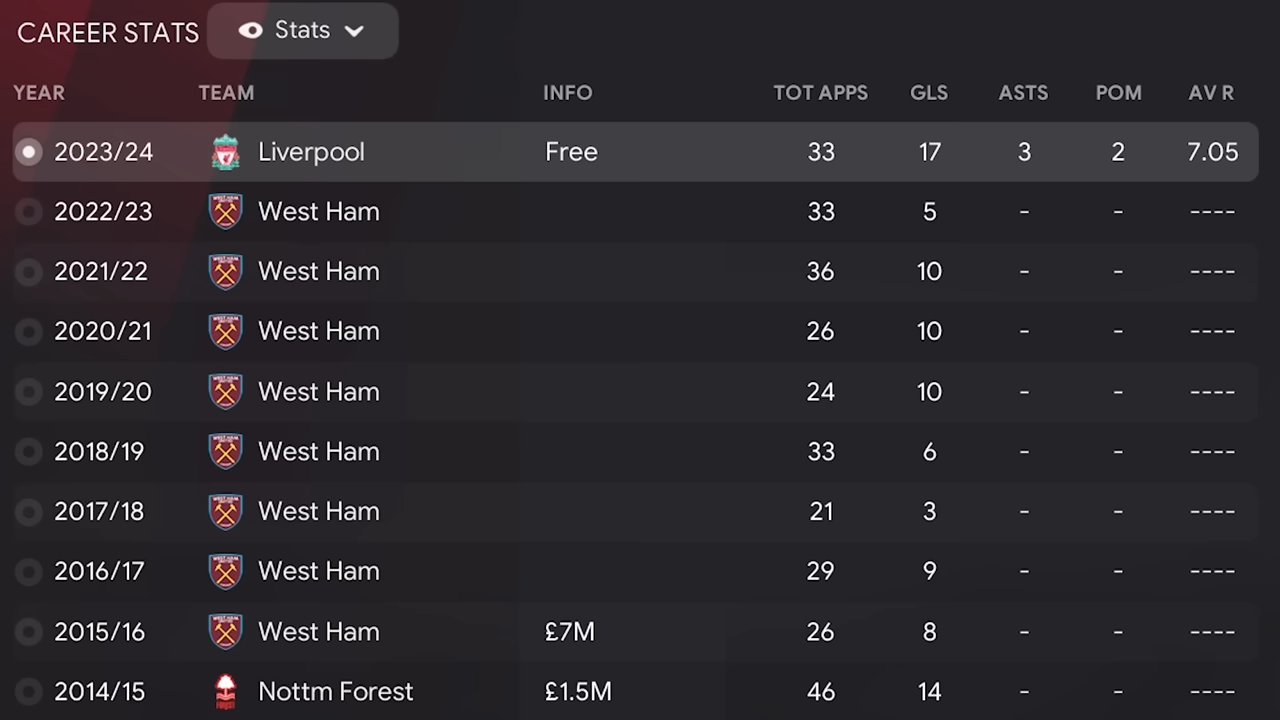 CAREER STATS Stats
YEAR TEAM INFO TOT APPS GLS ASTS POM AV R
2023/24 Liverpool Free 33 17 3 2 7.05
2022/23 West Ham 33 5 - - ----
2021/22 West Ham 36 10 - - ----
2020/21 West Ham 26 10 - - ----
2019/20 West Ham 24 10 - - ----
2018/19 West Ham 33 6 - - ----
2017/18 West Ham 21 3 - - ----
2016/17 West Ham 29 9 - - ----
2015/16 West Ham £7M 26 8 - - ----
2014/15 Nottm Forest £1.5M 46 14 - - ----